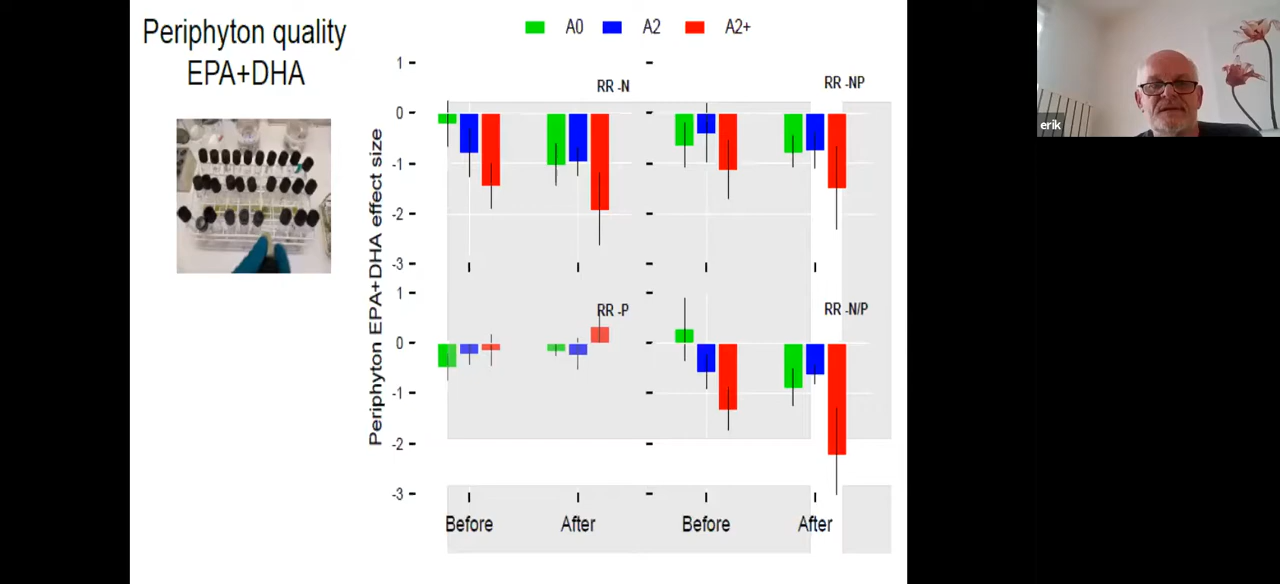 Periphyton quality
EPA+DHA
A0 A2 A2+
Periphyton EPA+DHA effect size
1
0
-1
-2
-3
RR -N
RR -NP
1
0
-1
-2
-3
RR -P
RR -N/P
Before After Before After
erik